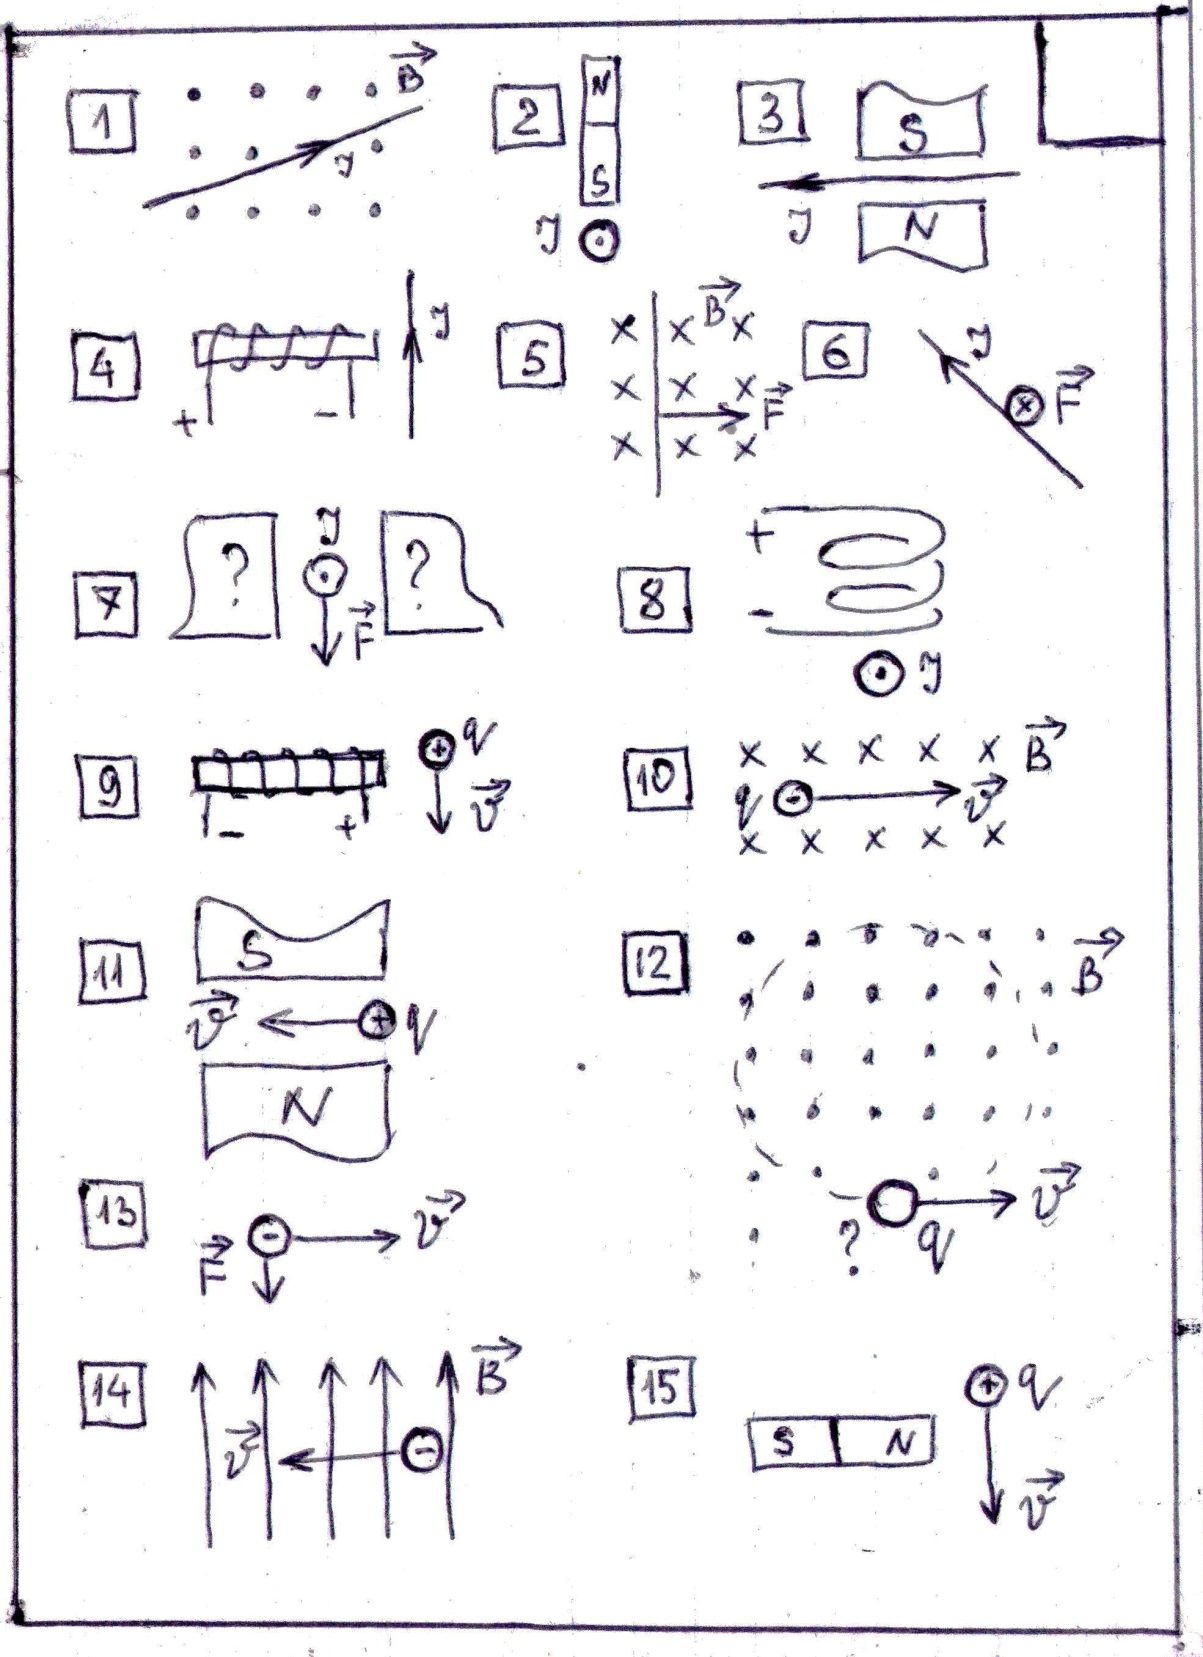 1 B I
2 N S I
3 S N I
4 + - I
5 B F
6 I F
7 ? ? I F
8 + - I
9 - + + q v
10 B q - v
11 S v + q N
12 B v ? q
13 F - v
14 B v -
15 S N + q v